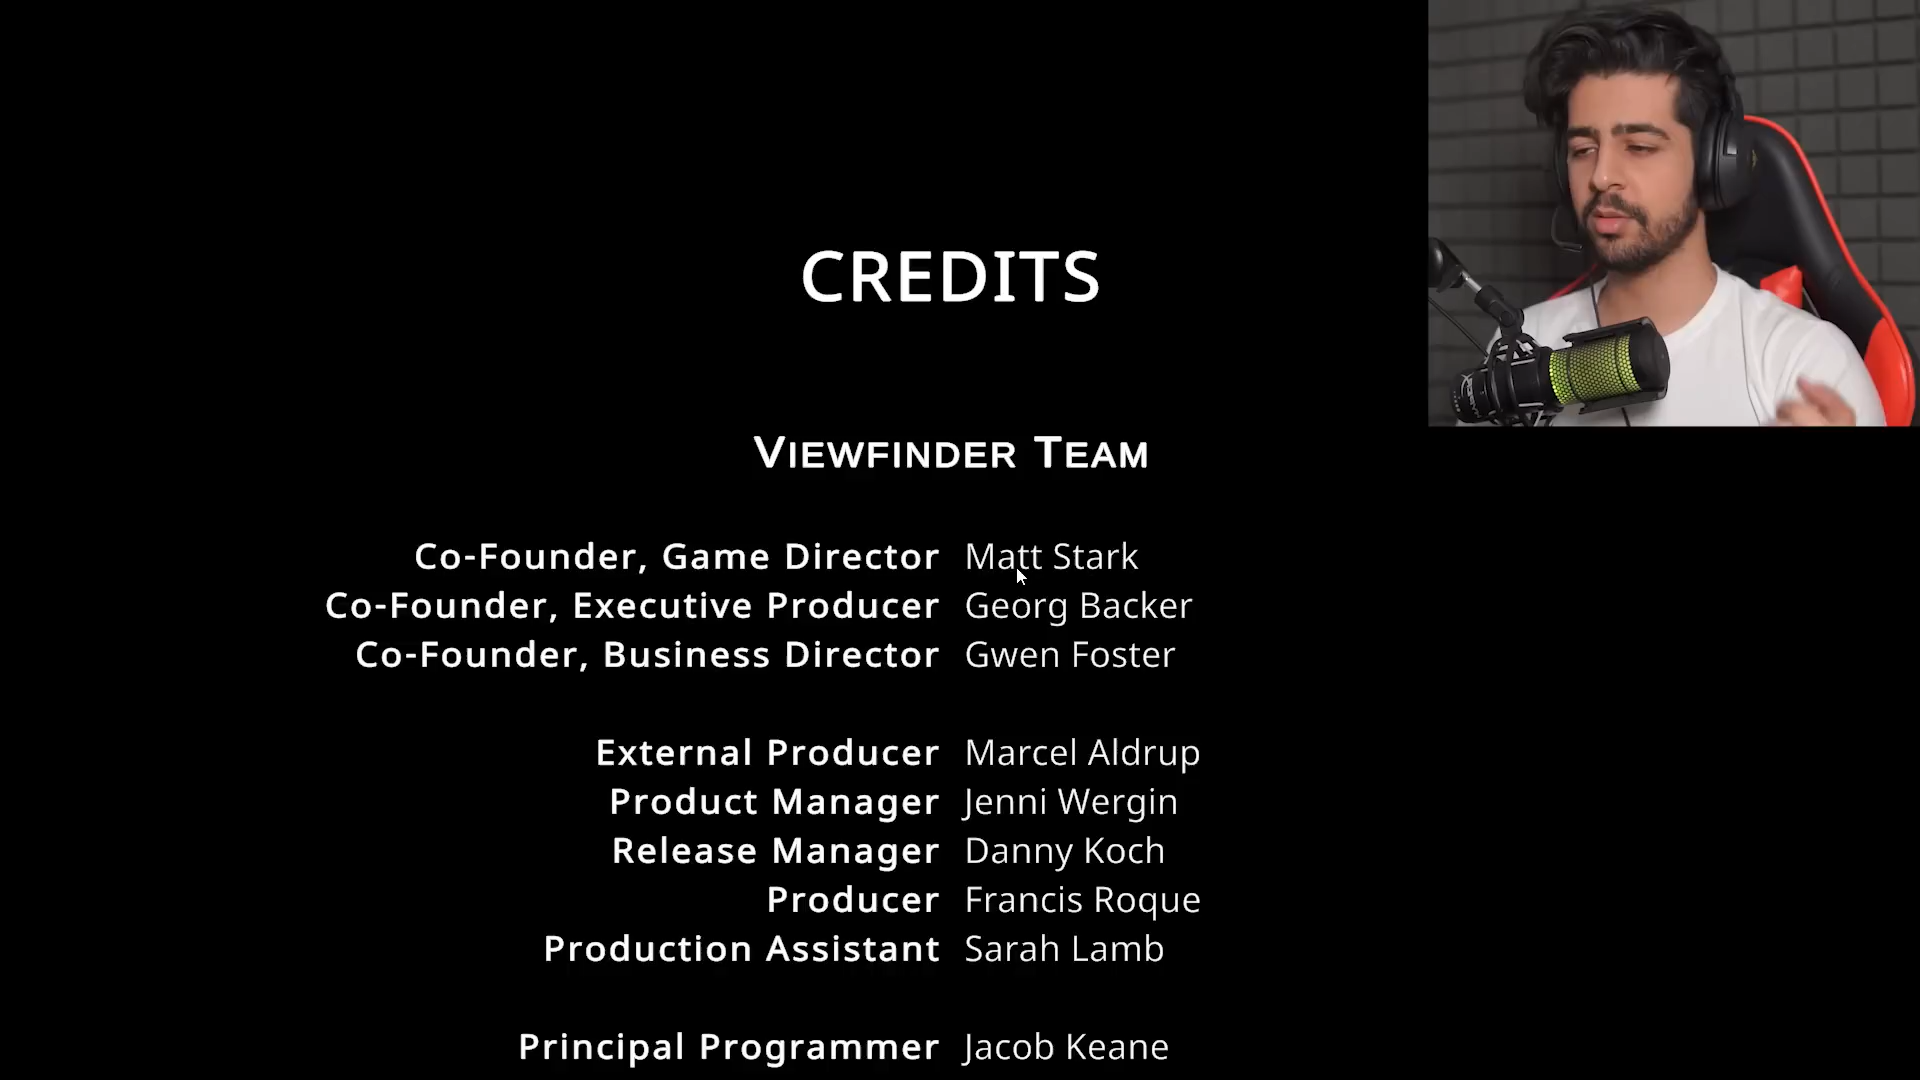 CREDITS
VIEWFINDER TEAM
Co-Founder, Game Director Matt Stark
Co-Founder, Executive Producer Georg Backer
Co-Founder, Business Director Gwen Foster
External Producer Marcel Aldrup
Product Manager Jenni Wergin
Release Manager Danny Koch
Producer Francis Roque
Production Assistant Sarah Lamb
Principal Programmer Jacob Keane